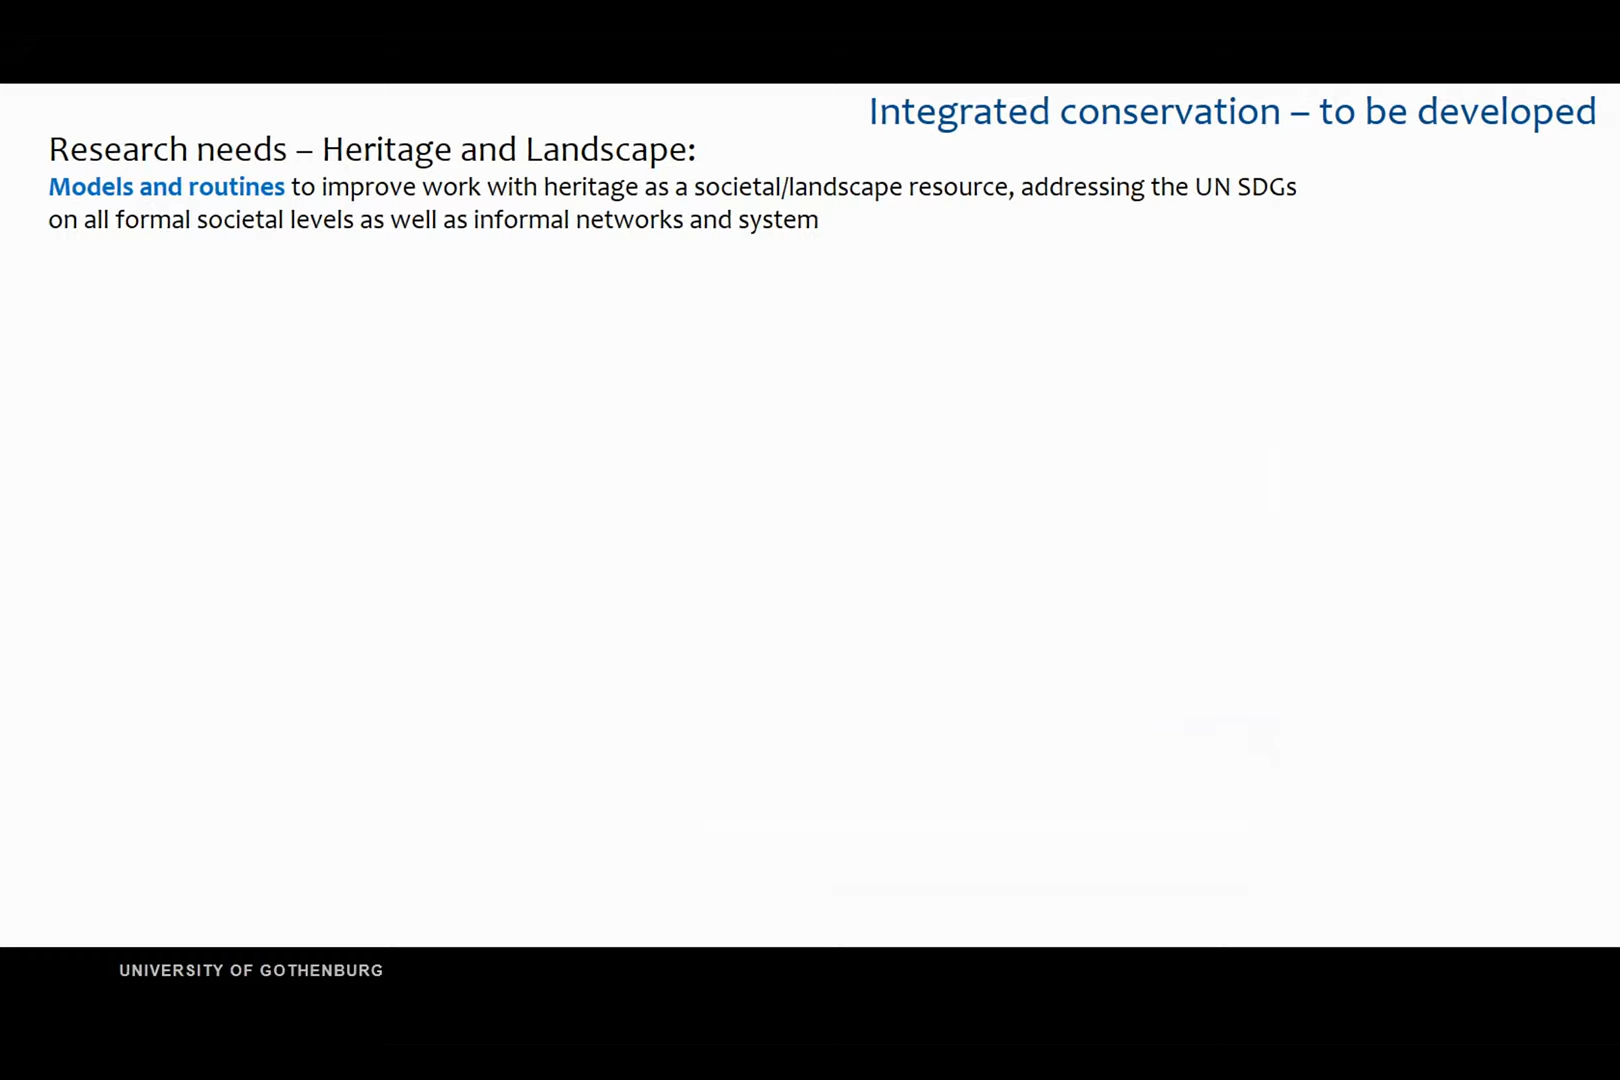 Integrated conservation – to be developed
Research needs – Heritage and Landscape:
Models and routines to improve work with heritage as a societal/landscape resource, addressing the UN SDGs
on all formal societal levels as well as informal networks and system
UNIVERSITY OF GOTHENBURG